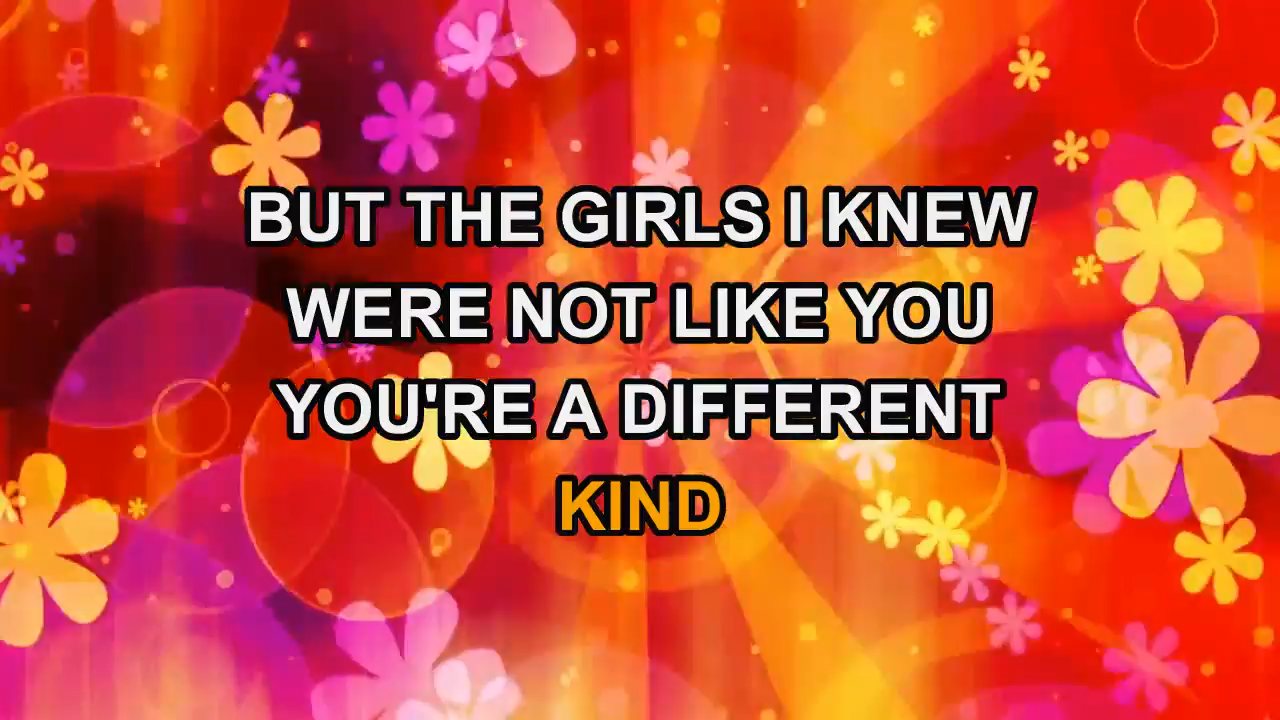 BUT THE GIRLS I KNEW
WERE NOT LIKE YOU
YOU'RE A DIFFERENT
KIND